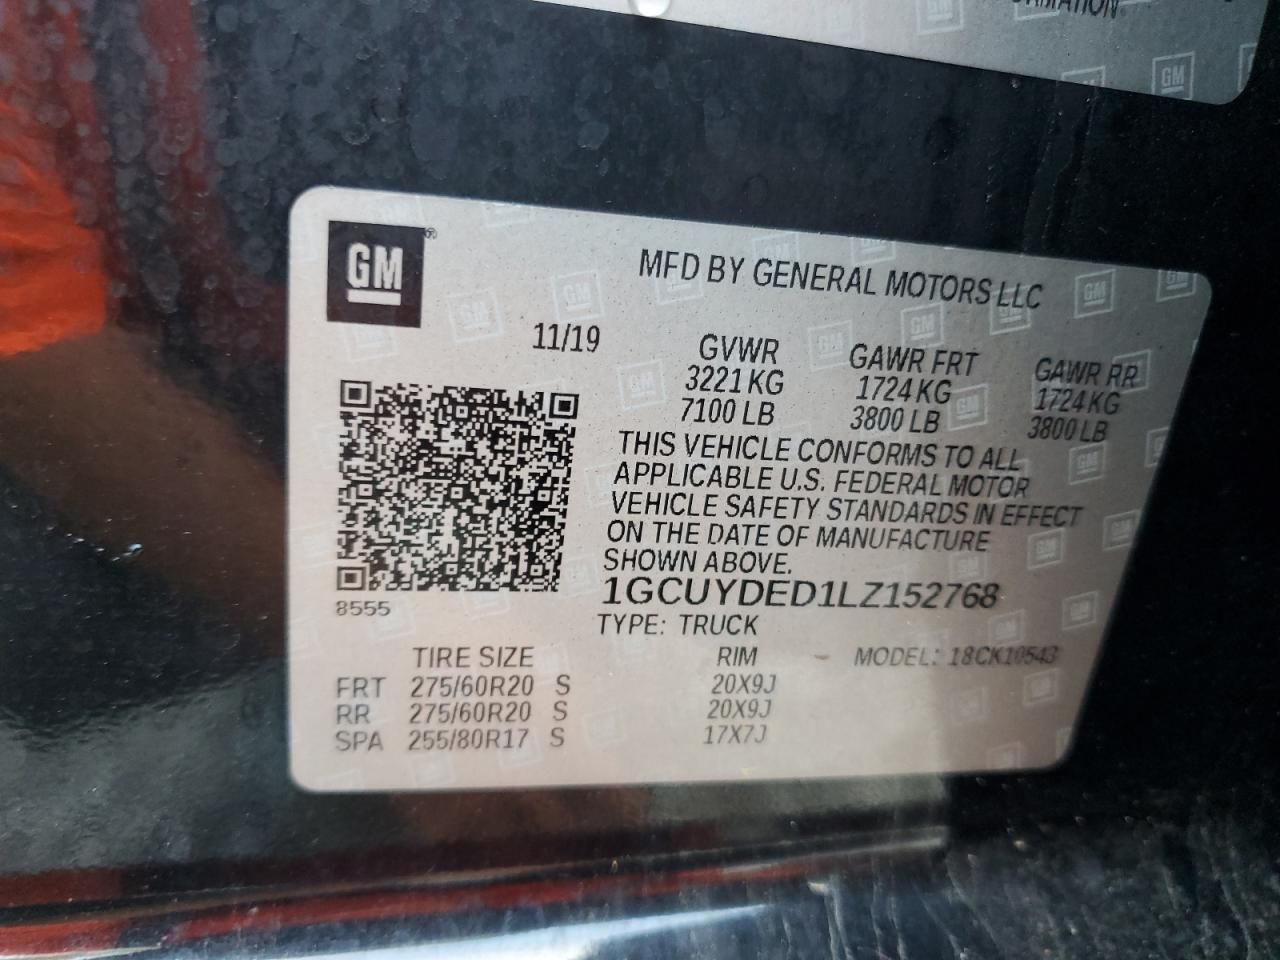 GM®
MFD BY GENERAL MOTORS LLC
11/19
GVWR GAWR FRT GAWR RR
3221 KG 1724 KG 1724 KG
7100 LB 3800 LB 3800 LB
THIS VEHICLE CONFORMS TO ALL
APPLICABLE U.S. FEDERAL MOTOR
VEHICLE SAFETY STANDARDS IN EFFECT
ON THE DATE OF MANUFACTURE
SHOWN ABOVE.
8555
1GCUYDED1LZ152768
TYPE: TRUCK
TIRE SIZE RIM MODEL: 18CK10543
FRT 275/60R20 S 20X9J
RR 275/60R20 S 20X9J
SPA 255/80R17 S 17X7J